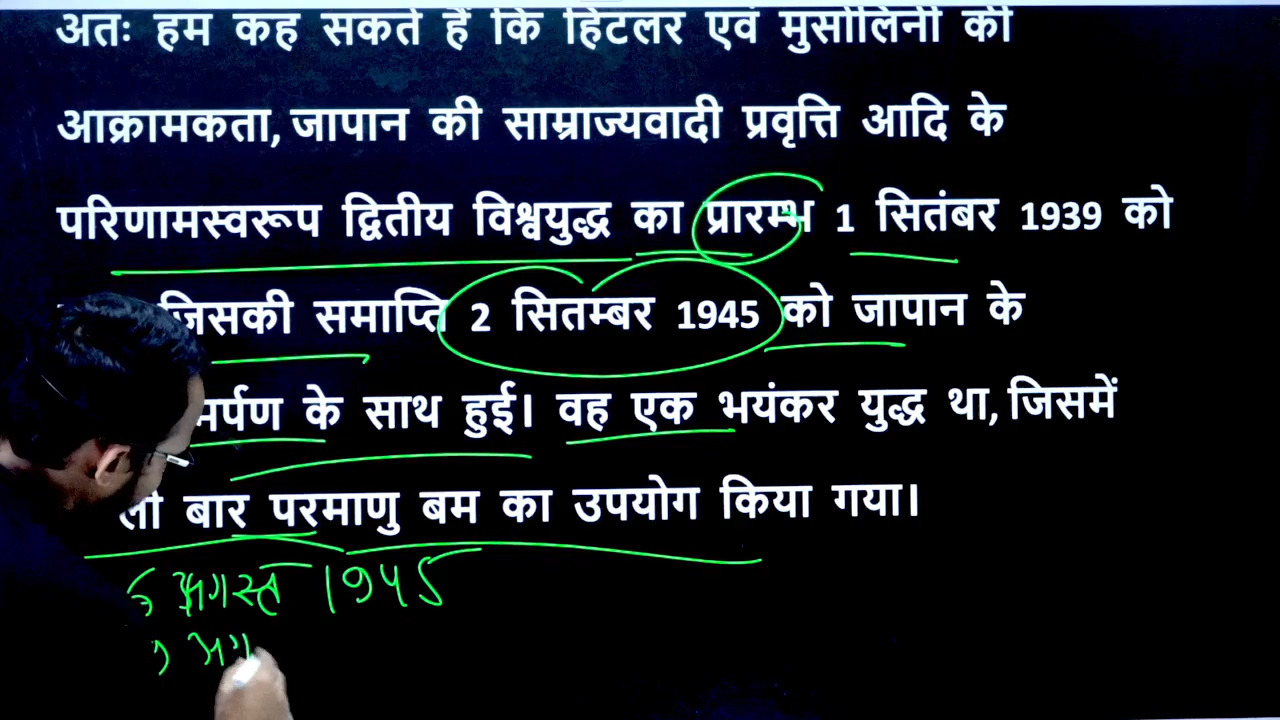 अतः हम कह सकते हैं कि हिटलर एवं मुसोलिनी की
आक्रामकता, जापान की साम्राज्यवादी प्रवृत्ति आदि के
परिणामस्वरूप द्वितीय विश्वयुद्ध का प्रारम्भ 1 सितंबर 1939 को
जिसकी समाप्ति 2 सितम्बर 1945 को जापान के
के साथ हुई। वह एक भयंकर युद्ध था, जिसमें
बार परमाणु बम का उपयोग किया गया।
अगस्त 1945